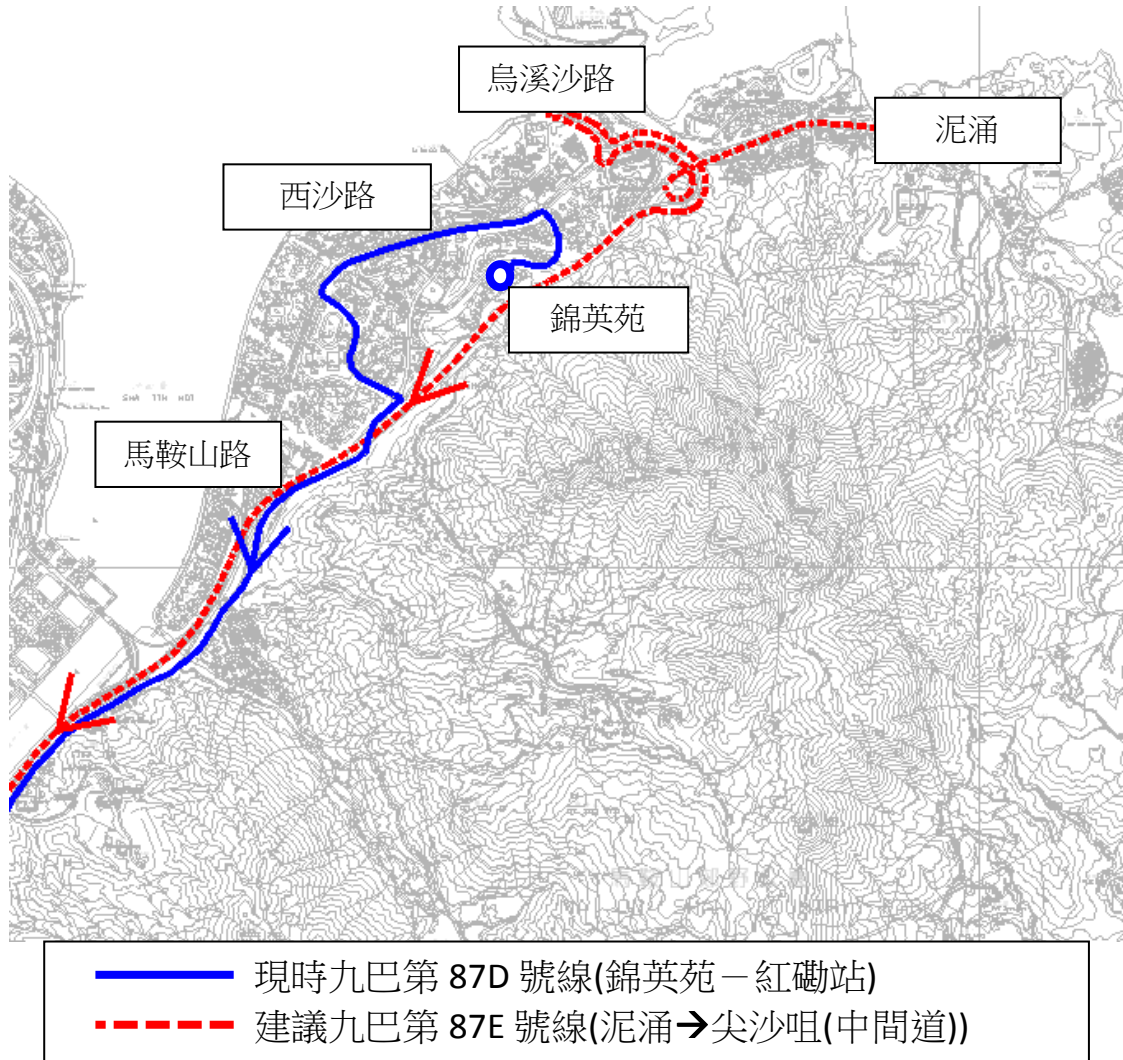 烏溪沙路
泥涌
西沙路
錦英苑
馬鞍山路
現時九巴第 87D 號線(錦英苑－紅磡站)
建議九巴第 87E 號線(泥涌➔尖沙咀(中間道))